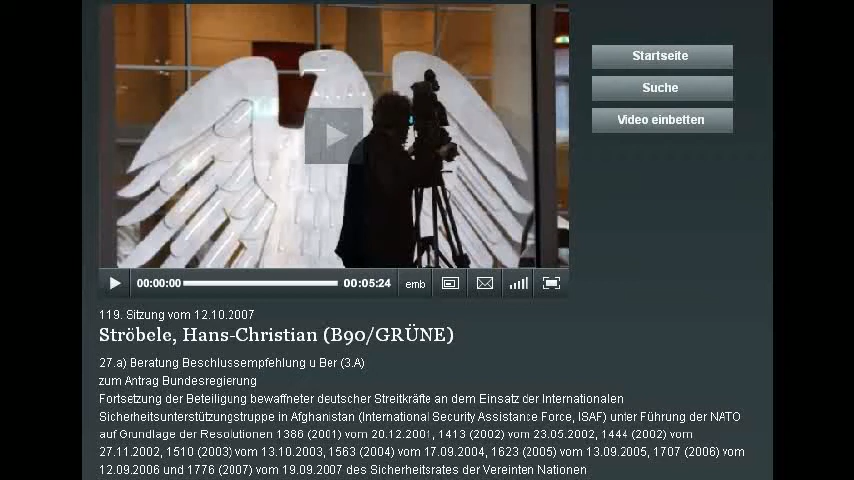 Startseite
Suche
Video einbetten
00:00:00
00:05:24
emb
119. Sitzung vom 12.10.2007
Ströbele, Hans-Christian (B90/GRÜNE)
27.a) Beratung Beschlussempfehlung u Ber (3.A)
zum Antrag Bundesregierung
Fortsetzung der Beteiligung bewaffneter deutscher Streitkräfte an dem Einsatz der Internationalen
Sicherheitsunterstützungstruppe in Afghanistan (International Security Assistance Force, ISAF) unter Führung der NATO
auf Grundlage der Resolutionen 1386 (2001) vom 20.12.2001, 1413 (2002) vom 23.05.2002, 1444 (2002) vom
27.11.2002, 1510 (2003) vom 13.10.2003, 1563 (2004) vom 17.09.2004, 1623 (2005) vom 13.09.2005, 1707 (2006) vom
12.09.2006 und 1776 (2007) vom 19.09.2007 des Sicherheitsrates der Vereinten Nationen